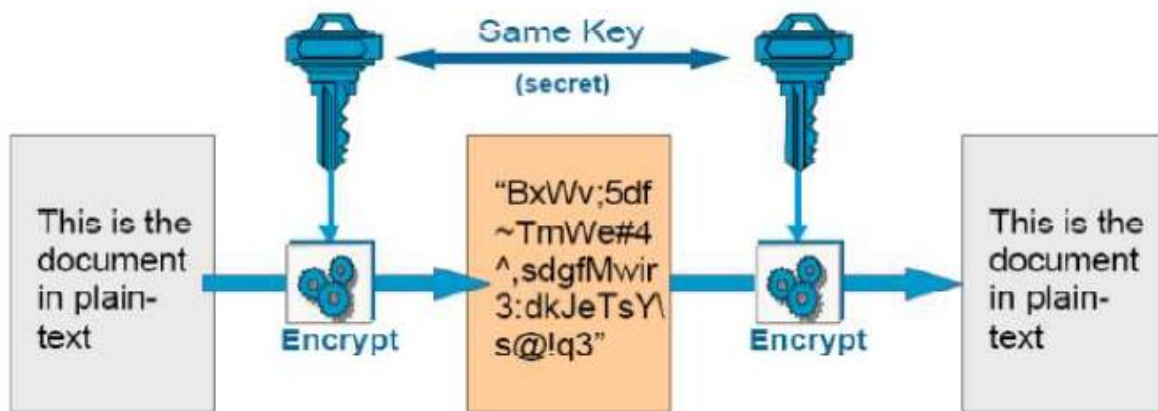 Same Key
(secret)
This is the
document
in plain-
text
Encrypt
“BxWv;5df
~TmWe#4
^,sdgfMwir
3:dkJeTsY\
s@!q3”
Encrypt
This is the
document
in plain-
text